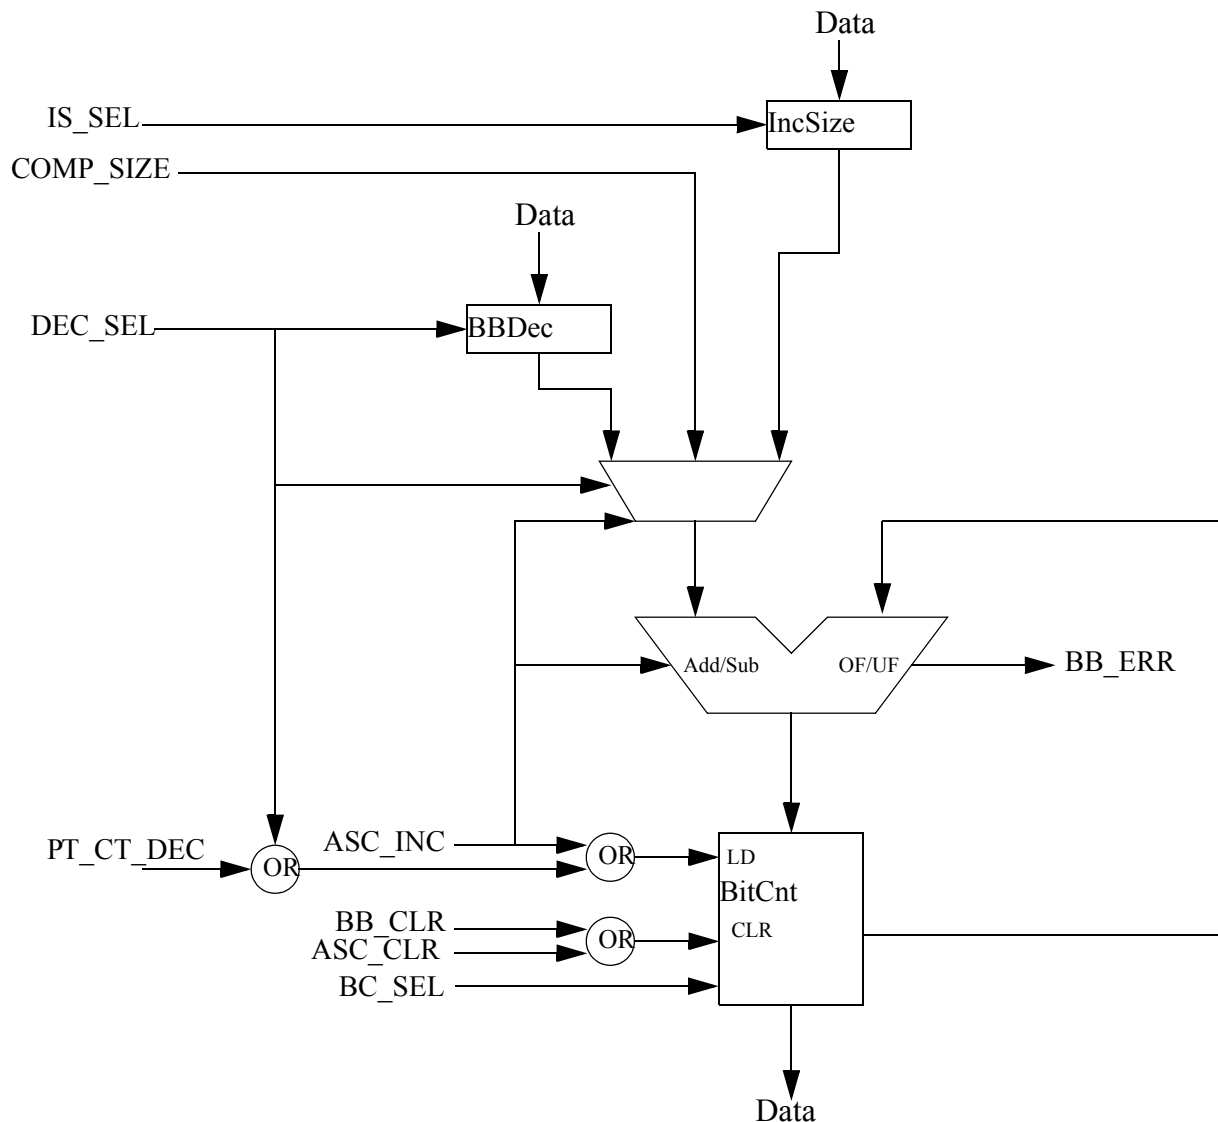 Data
IS_SEL
IncSize
COMP_SIZE
Data
DEC_SEL
BBDec
Add/Sub
OF/UF
BB_ERR
PT_CT_DEC
OR
ASC_INC
OR
LD
BitCnt
BB_CLR
ASC_CLR
OR
CLR
BC_SEL
Data